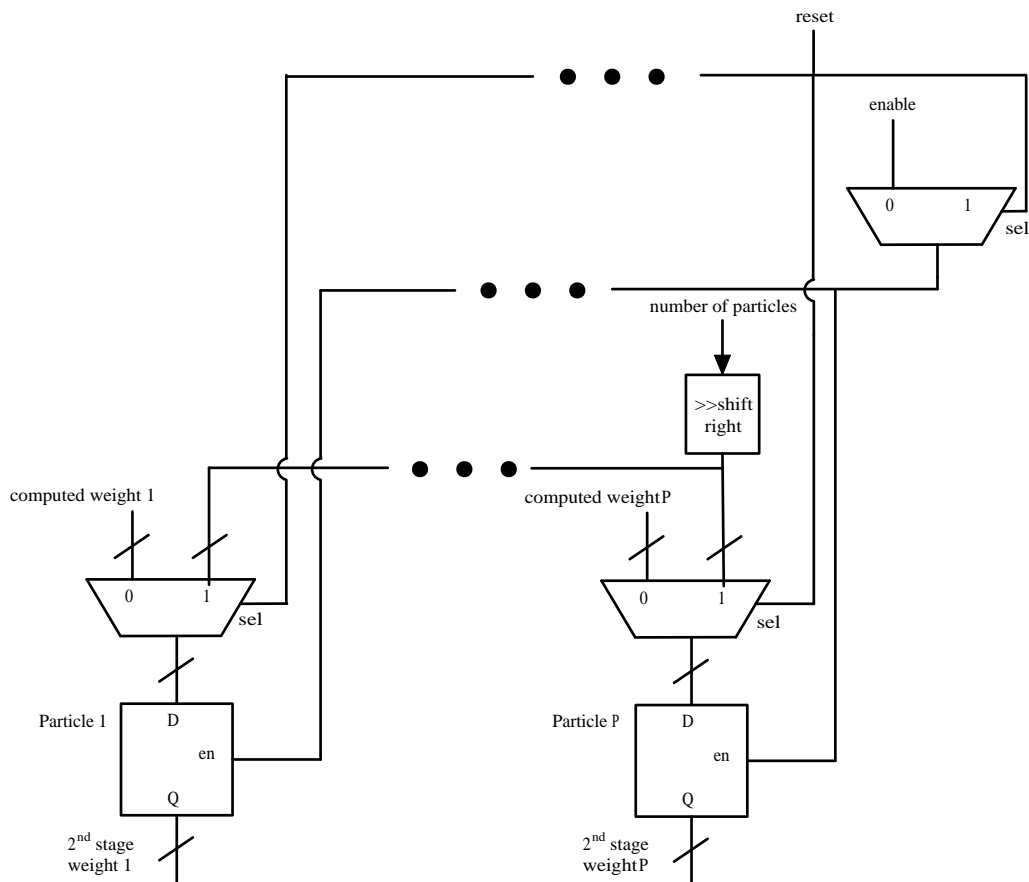 reset
enable
0 1
sel
number of particles
>>shift
right
computed weight 1
computed weight P
0 1
sel
0 1
sel
Particle 1
D
en
Q
Particle P
D
en
Q
2nd stage
weight 1
2nd stage
weight P